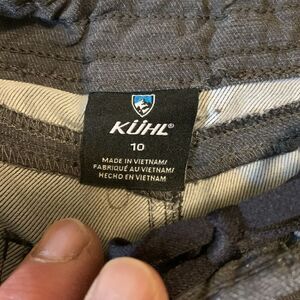 KÜHL®
10
MADE IN VIETNAM/
FABRIQUÉ AU VIETNAM/
HECHO EN VIETNAM